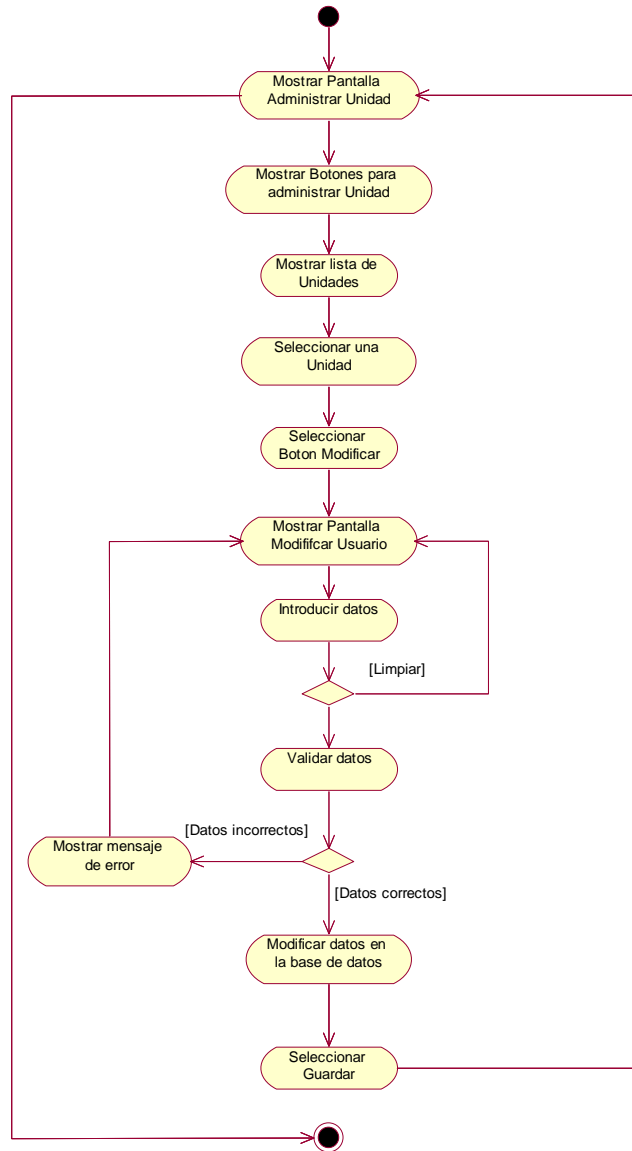 Mostrar Pantalla
Administrar Unidad
Mostrar Botones para
administrar Unidad
Mostrar lista de
Unidades
Seleccionar una
Unidad
Seleccionar
Boton Modificar
Mostrar Pantalla
Modififcar Usuario
Introducir datos
[Limpiar]
Validar datos
[Datos incorrectos]
Mostrar mensaje
de error
[Datos correctos]
Modificar datos en
la base de datos
Seleccionar
Guardar